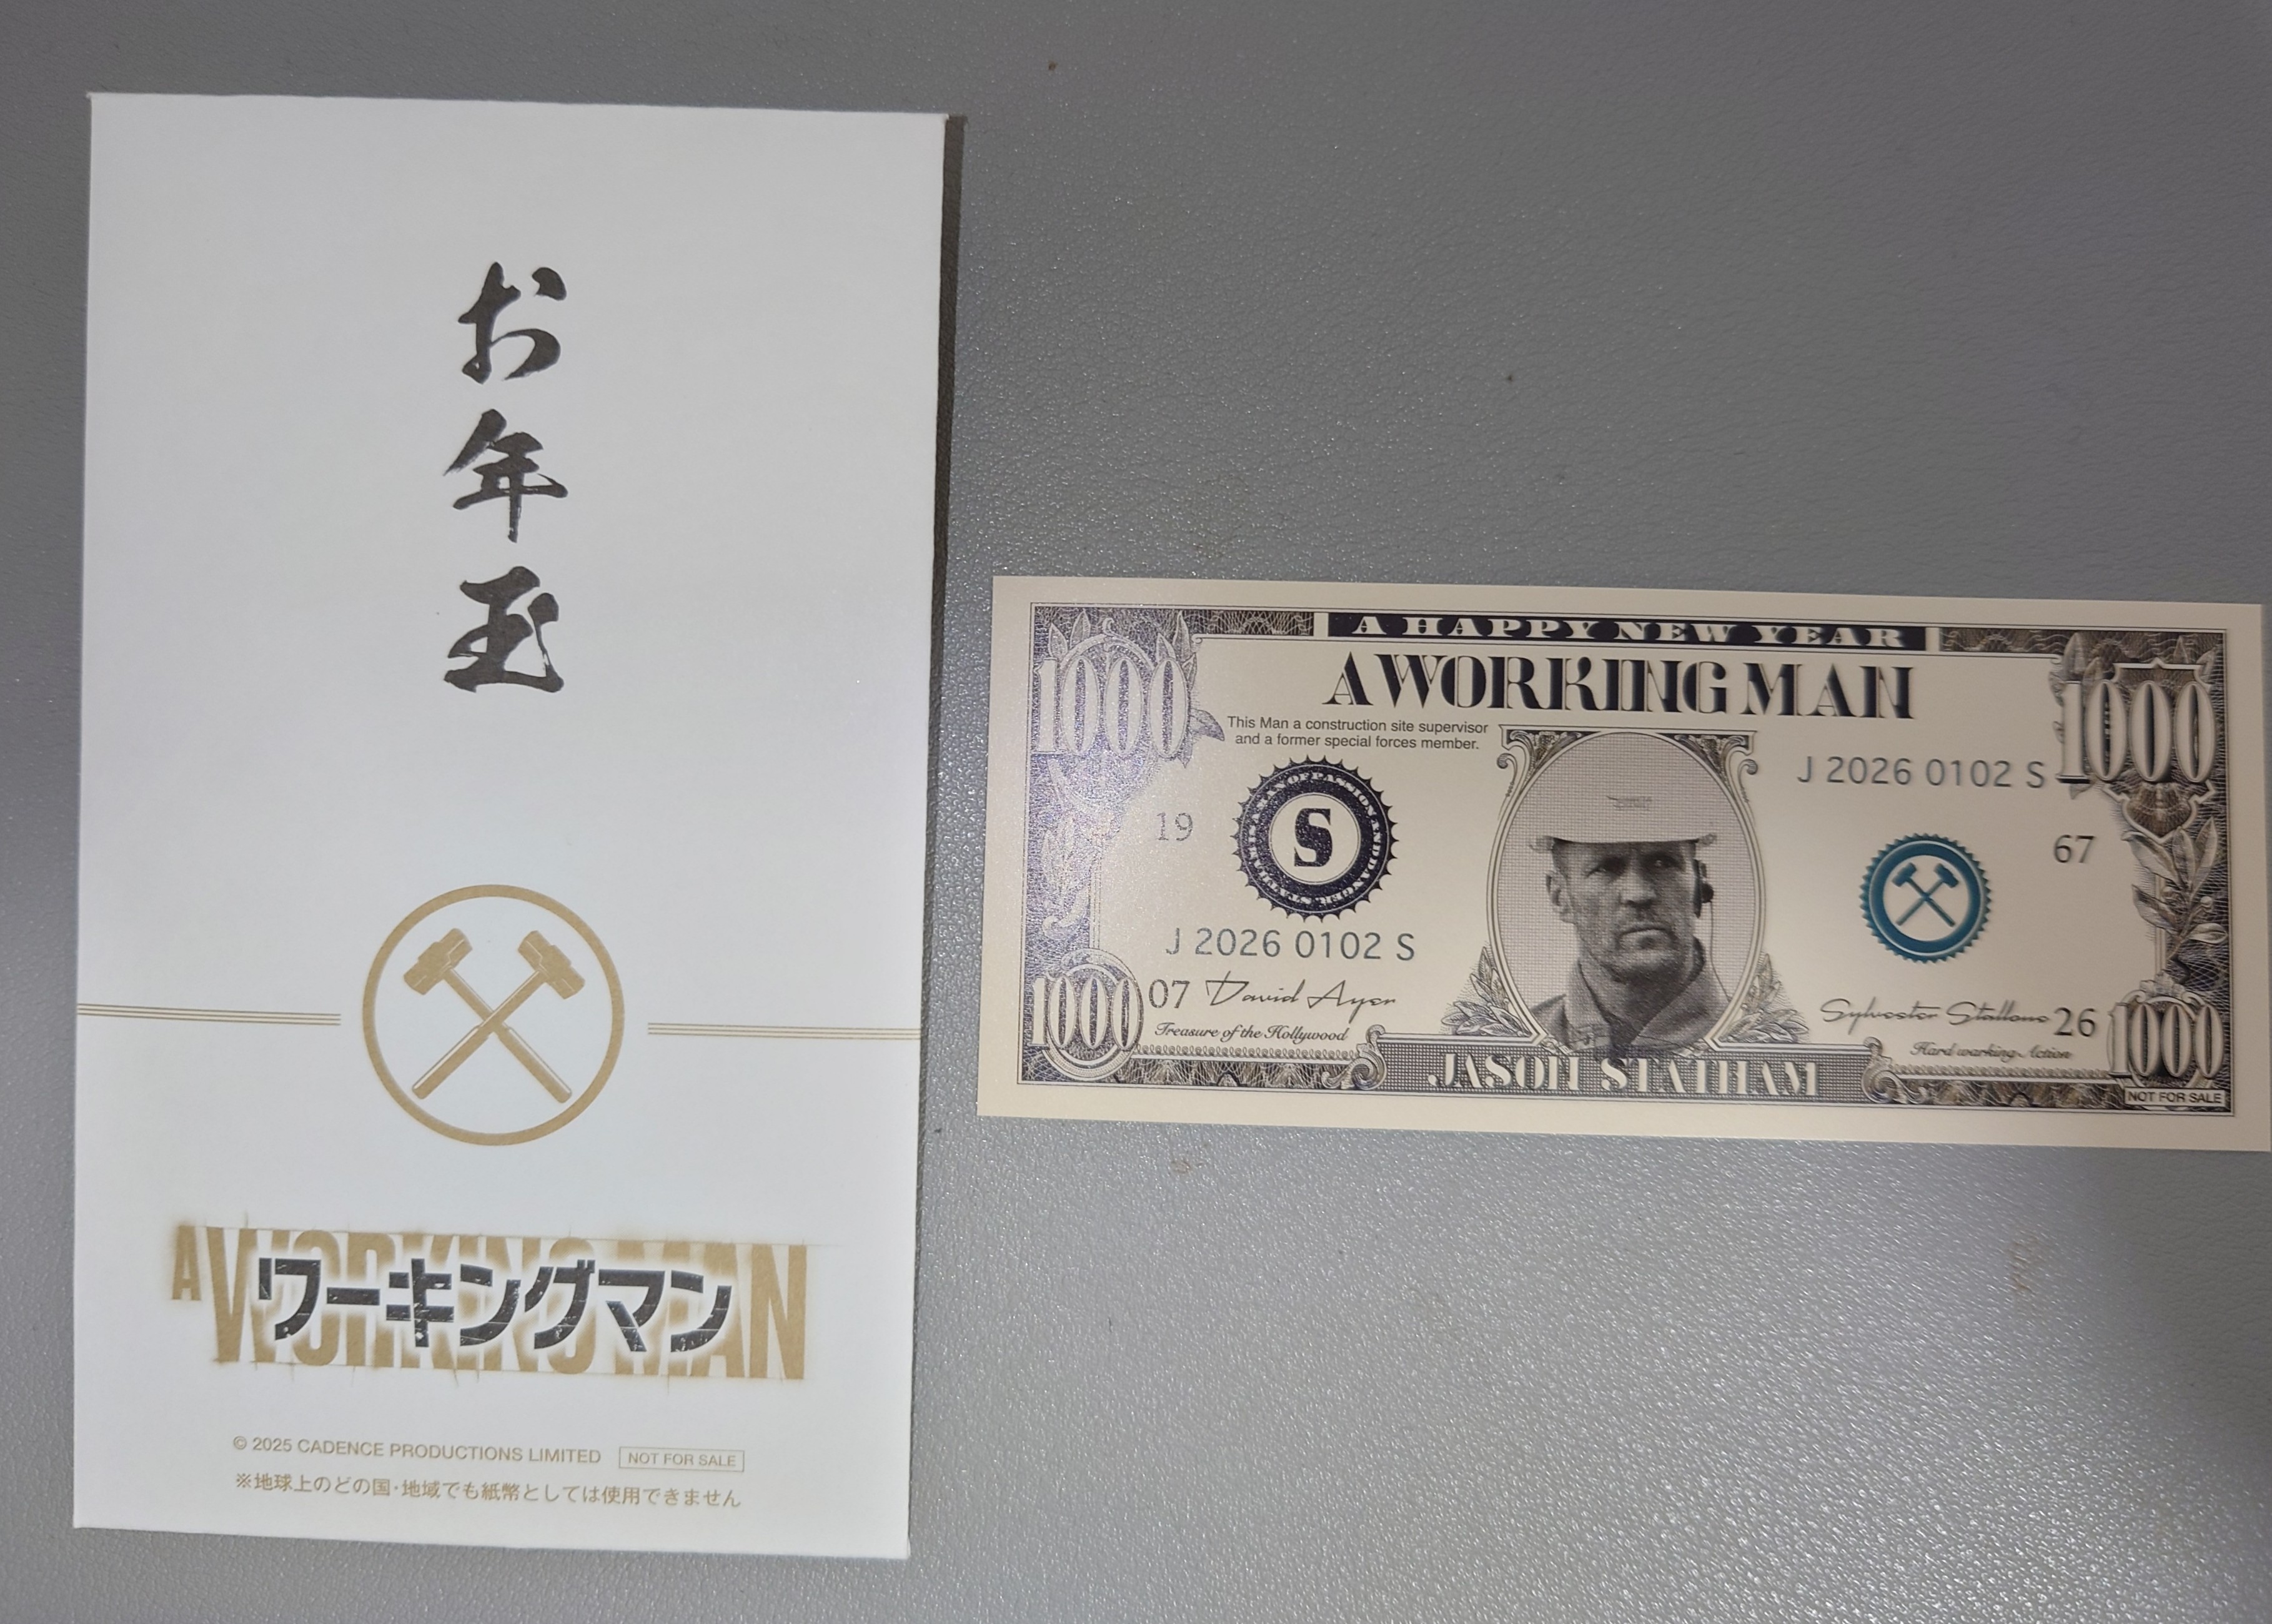 お年玉
A WORKING MAN
ワーキングマン
© 2025 CADENCE PRODUCTIONS LIMITED NOT FOR SALE
※地球上のどの国･地域でも紙幣としては使用できません
A HAPPY NEW YEAR
A WORKING MAN
1000
1000
This Man a construction site supervisor
and a former special forces member.
J 2026 0102 S
19
S
67
J 2026 0102 S
1000
07 David Ayer
Treasure of the Hollywood
Sylvester Stallone 26
Hard working Action
1000
JASON STATHAM
NOT FOR SALE